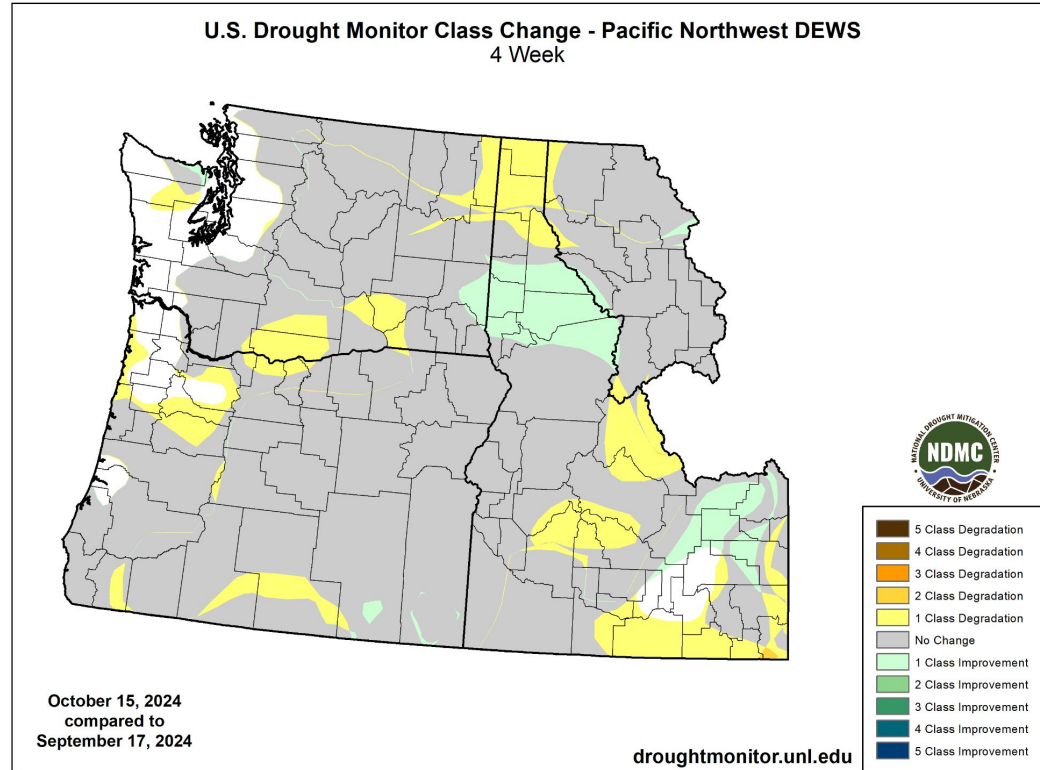 U.S. Drought Monitor Class Change - Pacific Northwest DEWS
4 Week
NATIONAL DROUGHT MITIGATION CENTER
NDMC
UNIVERSITY OF NEBRASKA
5 Class Degradation
4 Class Degradation
3 Class Degradation
2 Class Degradation
1 Class Degradation
No Change
1 Class Improvement
2 Class Improvement
3 Class Improvement
4 Class Improvement
5 Class Improvement
October 15, 2024
compared to
September 17, 2024
droughtmonitor.unl.edu